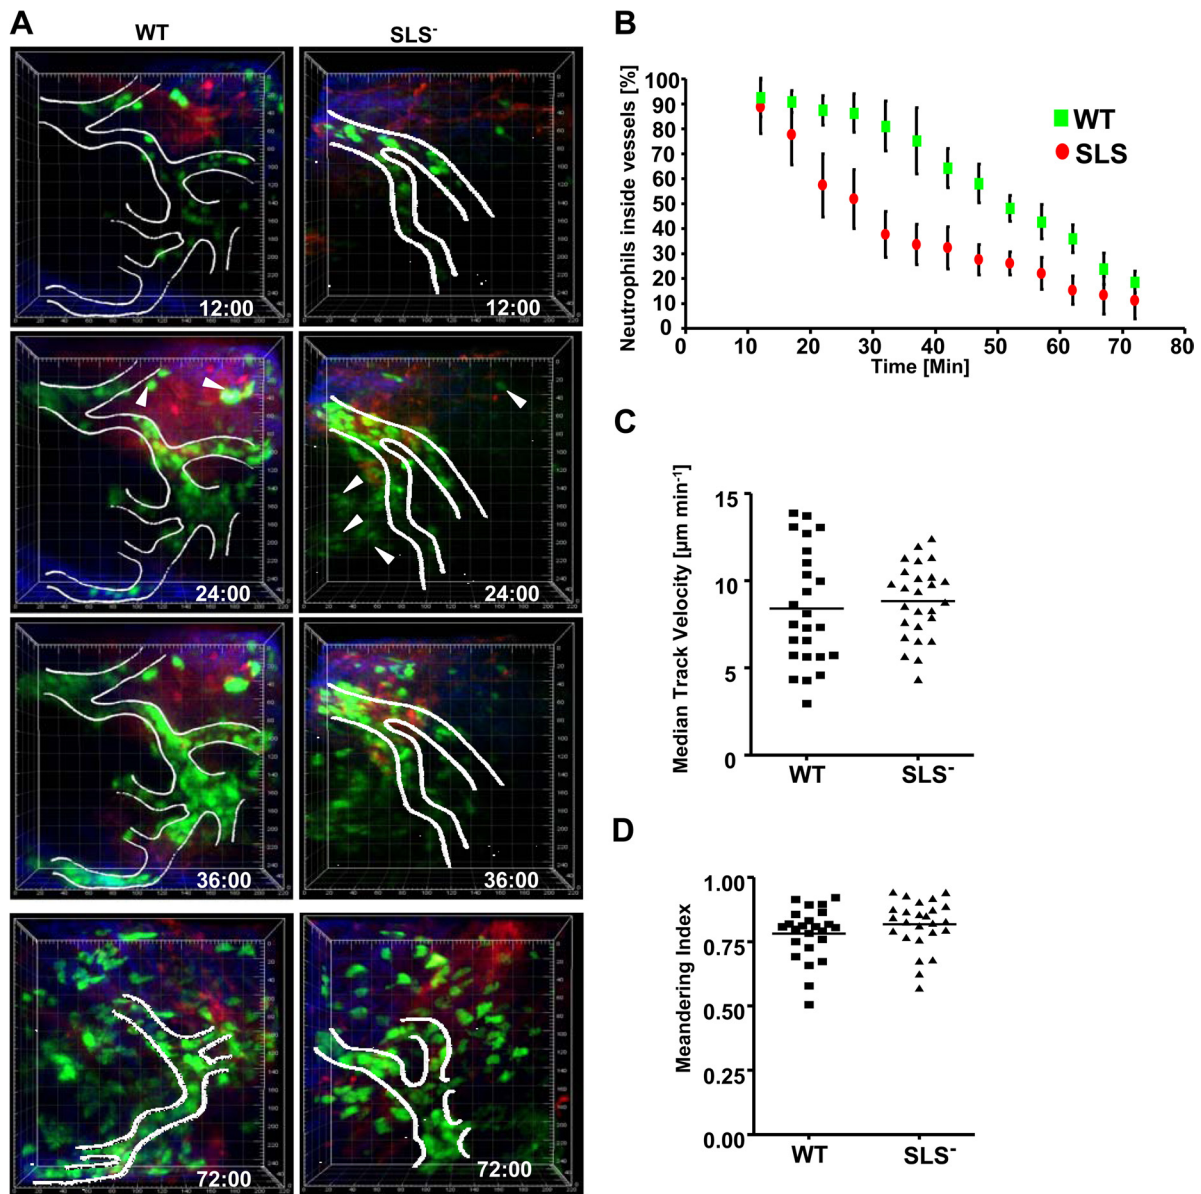 A
WT
SLS-
12:00
12:00
24:00
24:00
36:00
36:00
72:00
72:00
B
Neutrophils inside vessels [%]
100
90
80
70
60
50
40
30
20
10
0
0 10 20 30 40 50 60 70 80
Time [Min]
WT
SLS
C
Median Track Velocity [µm min-1]
15
10
5
0
WT SLS-
D
Meandering Index
1.00
0.75
0.50
0.25
0.00
WT SLS-